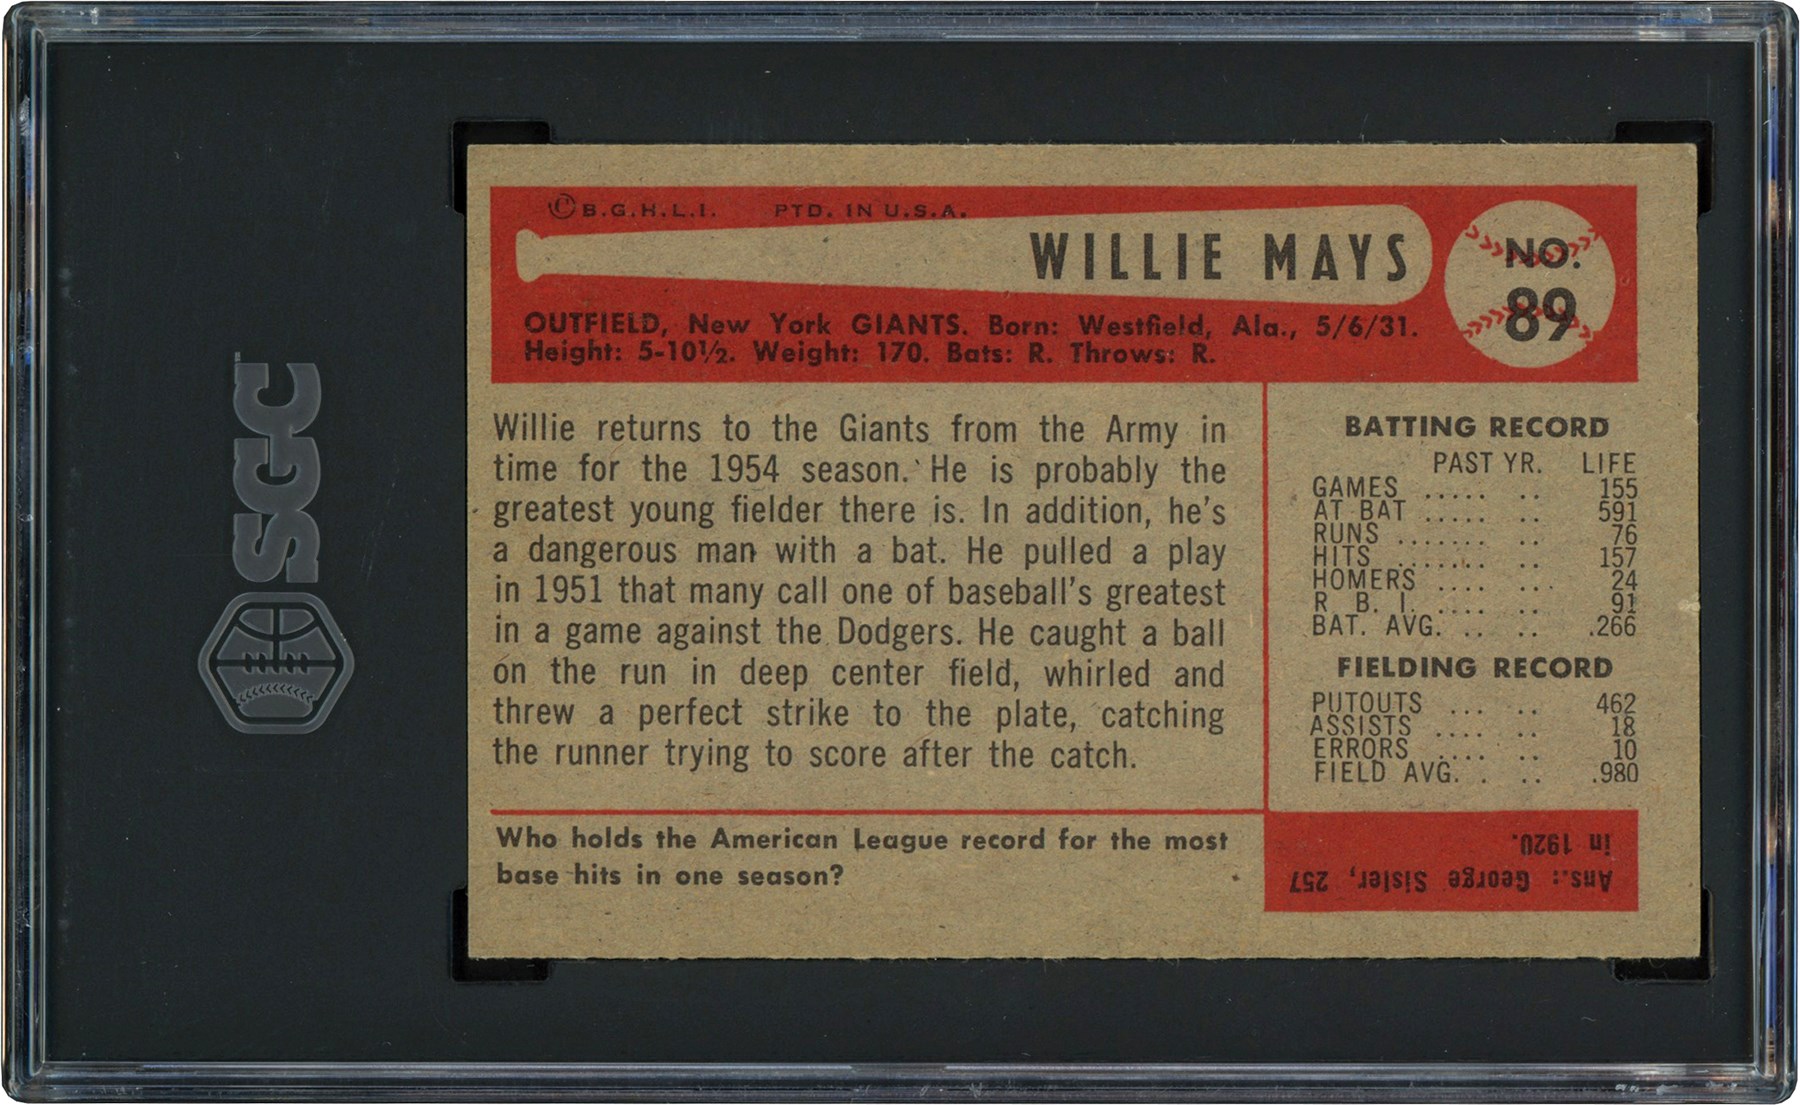 SGC
© B.G.H.L.I. PTD. IN U.S.A.
WILLIE MAYS
NO.
89
OUTFIELD, New York GIANTS. Born: Westfield, Ala., 5/6/31.
Height: 5-10½. Weight: 170. Bats: R. Throws: R.
Willie returns to the Giants from the Army in
time for the 1954 season. He is probably the
greatest young fielder there is. In addition, he's
a dangerous man with a bat. He pulled a play
in 1951 that many call one of baseball's greatest
in a game against the Dodgers. He caught a ball
on the run in deep center field, whirled and
threw a perfect strike to the plate, catching
the runner trying to score after the catch.
Who holds the American League record for the most
base hits in one season?
BATTING RECORD
PAST YR. LIFE
GAMES ..... .. 155
AT BAT ..... .. 591
RUNS ....... .. 76
HITS ....... .. 157
HOMERS .... ... 24
R B. I. .... .. 91
BAT. AVG. .. .. .266
FIELDING RECORD
PUTOUTS ... .. 462
ASSISTS .... .. 18
ERRORS .... .. 10
FIELD AVG. . .. .980
Ans.: George Sisler, 257
in 1920.